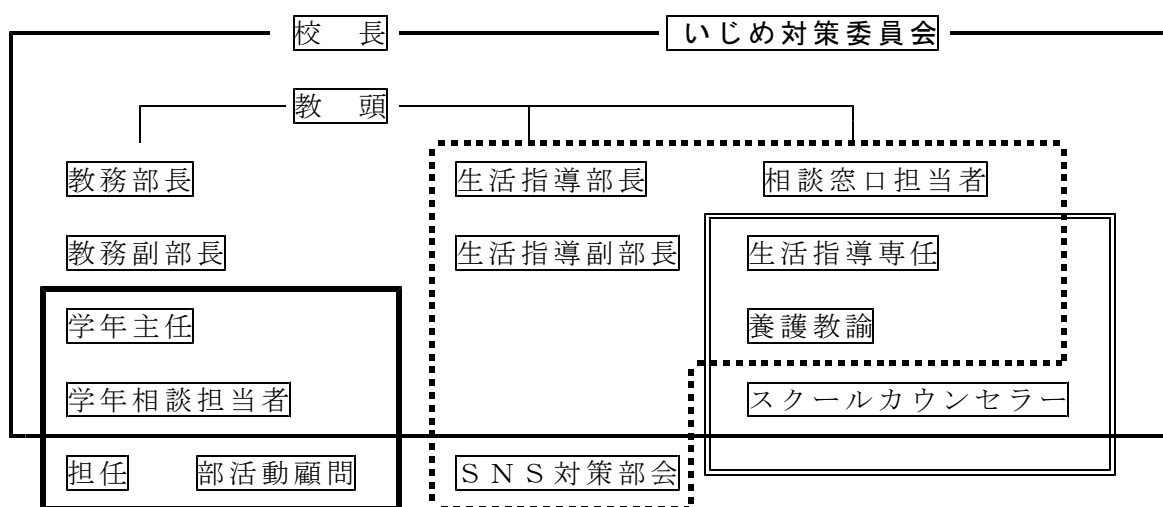 校　長　いじめ対策委員会
教　頭
教務部長　生活指導部長　相談窓口担当者
教務副部長　生活指導副部長　生活指導専任
学年主任　養護教諭
学年相談担当者　スクールカウンセラー
担任　部活動顧問　ＳＮＳ対策部会